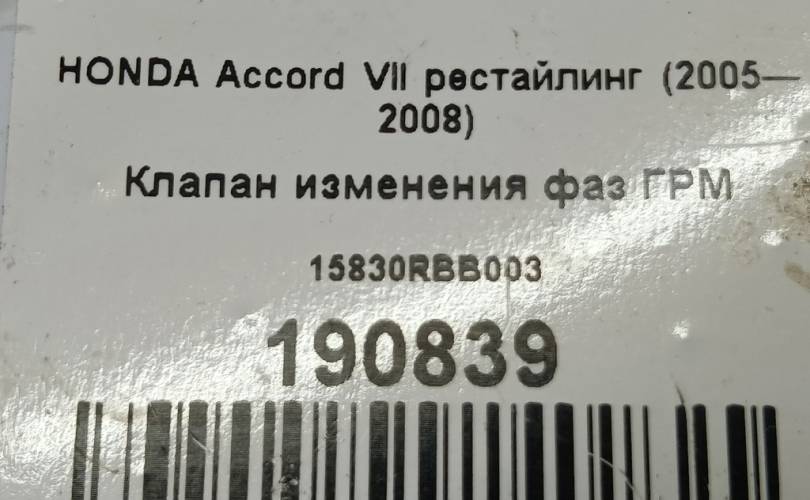 HONDA Accord VII рестайлинг (2005—
2008)
Клапан изменения фаз ГРМ
15830RBB003
190839